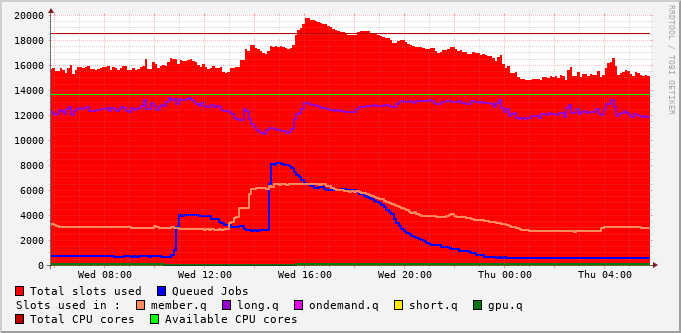 20000
18000
16000
14000
12000
10000
8000
6000
4000
2000
0
Wed 08:00 Wed 12:00 Wed 16:00 Wed 20:00 Thu 00:00 Thu 04:00
Total slots used Queued Jobs
Slots used in : member.q long.q ondemand.q short.q gpu.q
Total CPU cores Available CPU cores
RRDTOOL / TOBI OETIKER